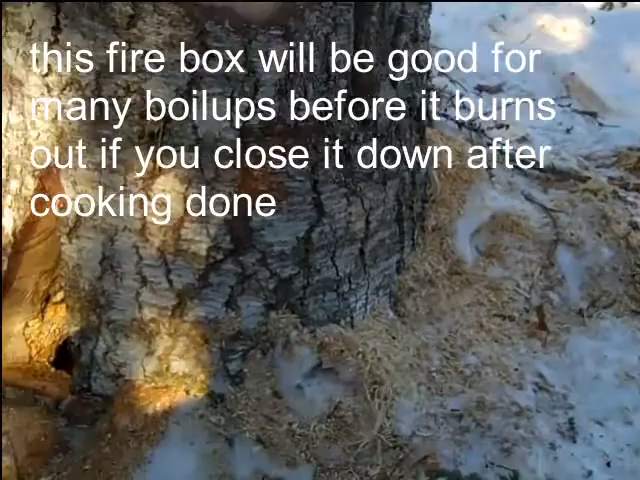 this fire box will be good for
many boilups before it burns
out if you close it down after
cooking done